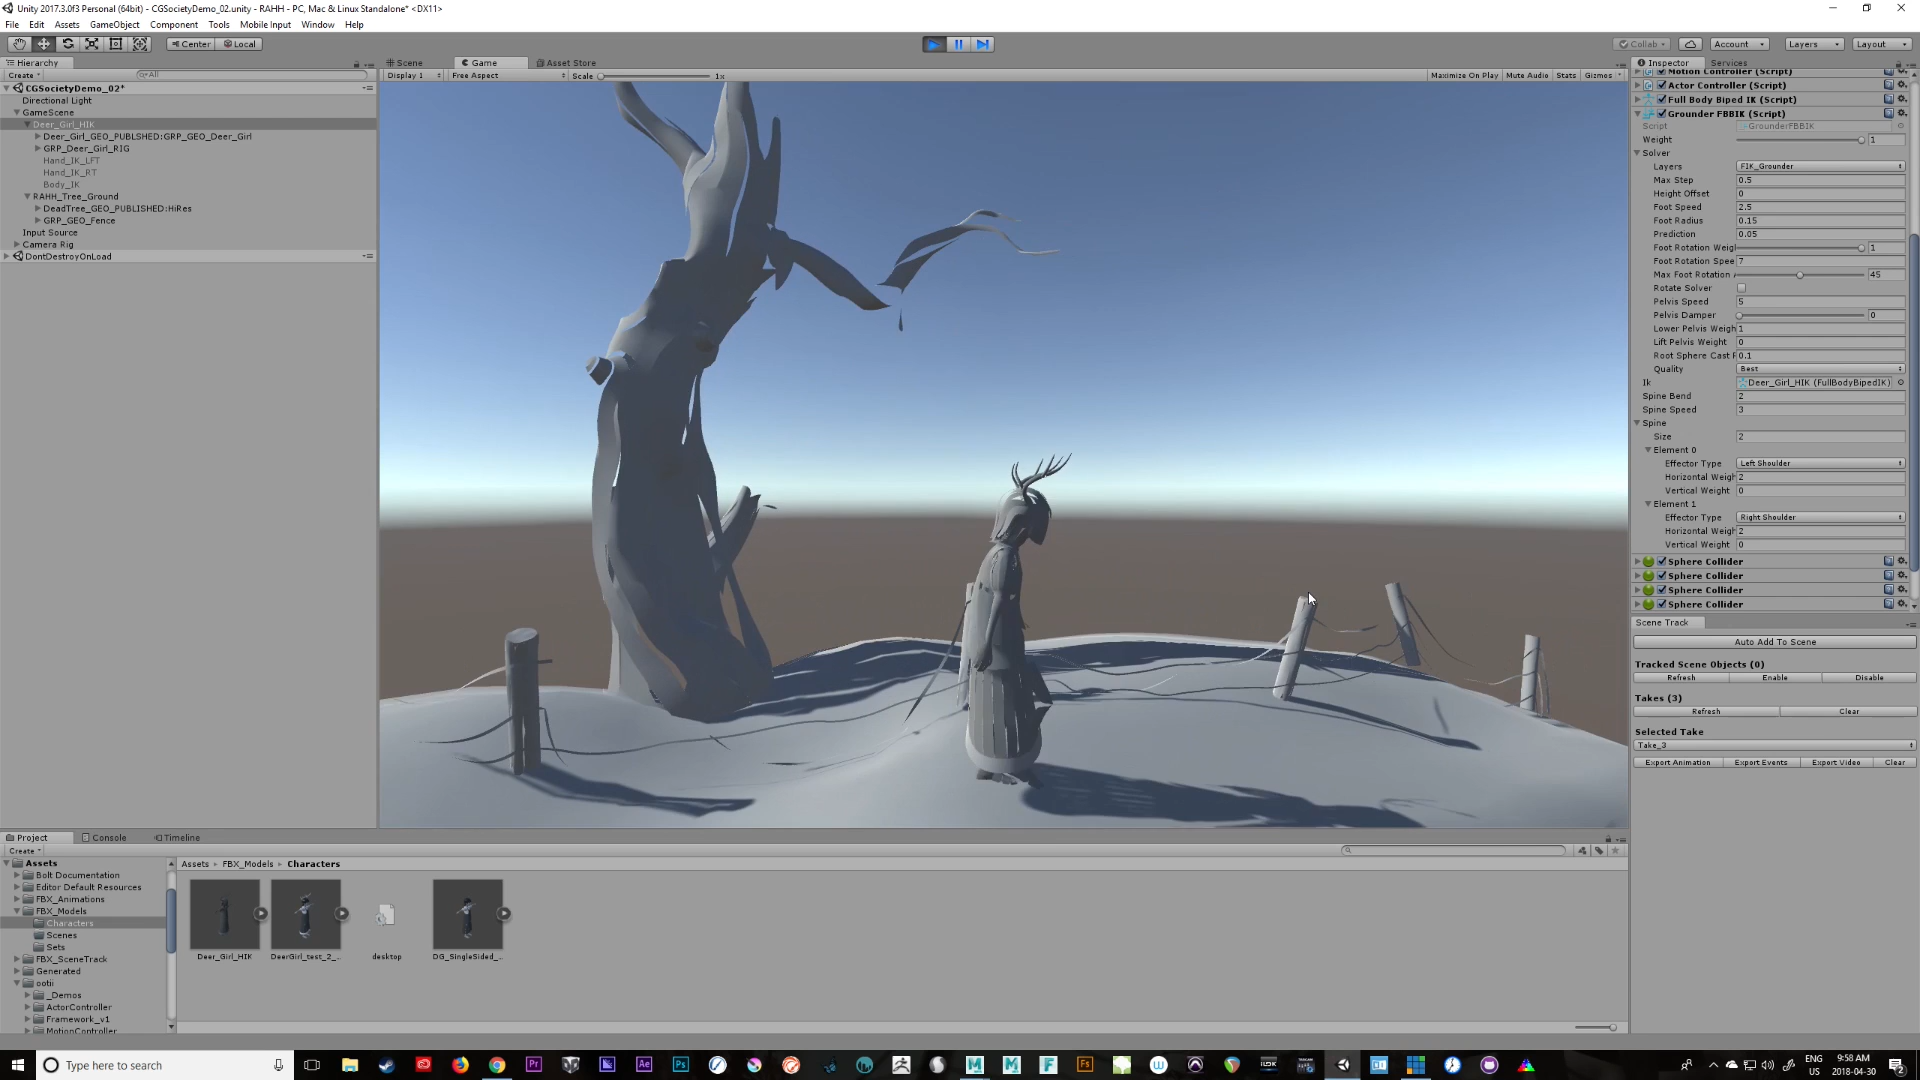 Unity 2017.3.0f3 Personal (64bit) - CGSocietyDemo_02.unity - RAHH - PC, Mac & Linux Standalone* <DX11>
File Edit Assets GameObject Component Tools Mobile Input Window Help
Center Local Collab Account Layers Layout
Hierarchy Scene Game Asset Store Inspector Services
Create All Display 1 Free Aspect Scale 1x Maximize On Play Mute Audio Stats Gizmos
CGSocietyDemo_02*
Directional Light
GameScene
Deer_Girl_HIK
Deer_Girl_GEO_PUBLSHED:GRP_GEO_Deer_Girl
GRP_Deer_Girl_RIG
Hand_IK_LFT
Hand_IK_RT
Body_IK
RAHH_Tree_Ground
DeadTree_GEO_PUBLISHED:HiRes
GRP_GEO_Fence
Input Source
Camera Rig
DontDestroyOnLoad
Motion Controller (Script)
Actor Controller (Script)
Full Body Biped IK (Script)
Grounder FBBIK (Script)
Script GrounderFBBIK
Weight 1
Solver
Layers FIK_Grounder
Max Step 0.5
Height Offset 0
Foot Speed 2.5
Foot Radius 0.15
Prediction 0.05
Foot Rotation Weigl 1
Foot Rotation Spee 7
Max Foot Rotation 45
Rotate Solver
Pelvis Speed 5
Pelvis Damper 0
Lower Pelvis Weigh 1
Lift Pelvis Weight 0
Root Sphere Cast F 0.1
Quality Best
Ik Deer_Girl_HIK (FullBodyBipedIK)
Spine Bend 2
Spine Speed 3
Spine
Size 2
Element 0
Effector Type Left Shoulder
Horizontal Weigh 2
Vertical Weight 0
Element 1
Effector Type Right Shoulder
Horizontal Weigh 2
Vertical Weight 0
Sphere Collider
Sphere Collider
Sphere Collider
Sphere Collider
Scene Track
Auto Add To Scene
Tracked Scene Objects (0)
Refresh Enable Disable
Takes (3)
Refresh Clear
Selected Take
Take_3
Export Animation Export Events Export Video Clear
Project Console Timeline
Create
Assets
Bolt Documentation
Editor Default Resources
FBX_Animations
FBX_Models
Characters
Scenes
Sets
FBX_SceneTrack
Generated
ootii
_Demos
ActorController
Framework_v1
MotionController
Assets FBX_Models Characters
Deer_Girl_HIK DeerGirl_test_2_... desktop DG_SingleSided_...
Type here to search
ENG
US
9:58 AM
2018-04-30